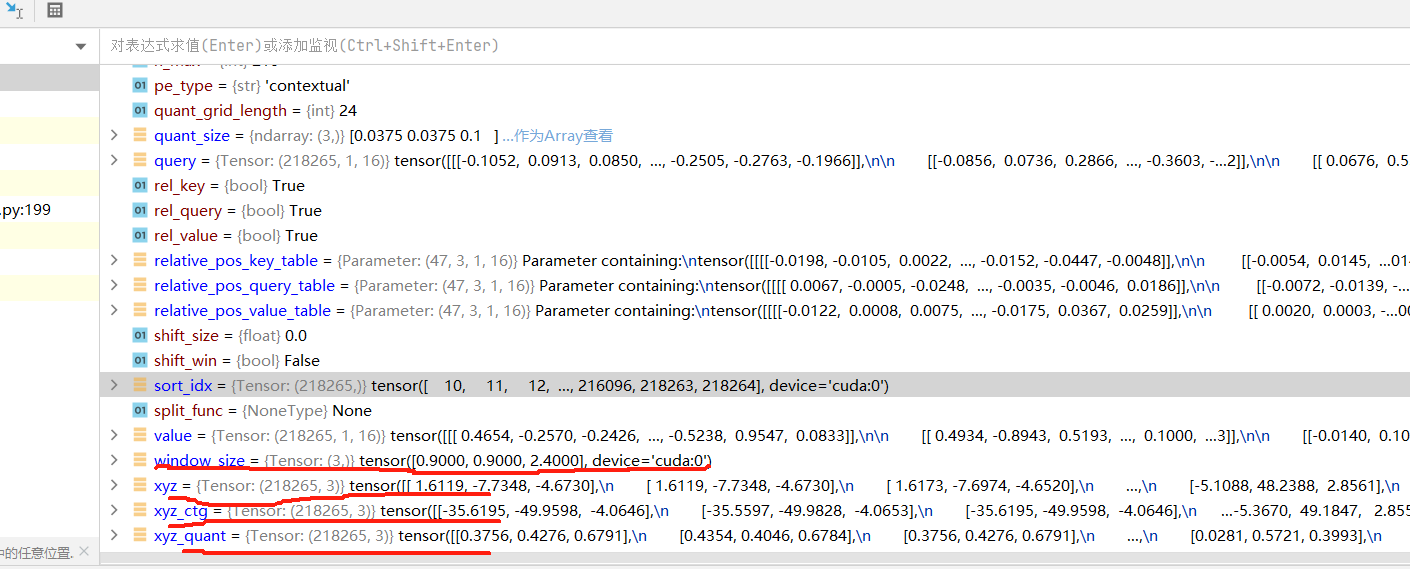 对表达式求值(Enter)或添加监视(Ctrl+Shift+Enter)
pe_type = {str} 'contextual'
quant_grid_length = {int} 24
quant_size = {ndarray: (3,)} [0.0375 0.0375 0.1 ] ...作为Array查看
query = {Tensor: (218265, 1, 16)} tensor([[[-0.1052, 0.0913, 0.0850, ..., -0.2505, -0.2763, -0.1966]],\n\n [[-0.0856, 0.0736, 0.2866, ..., -0.3603, -...2]],\n\n [[ 0.0676, 0.5
rel_key = {bool} True
.py:199
rel_query = {bool} True
rel_value = {bool} True
relative_pos_key_table = {Parameter: (47, 3, 1, 16)} Parameter containing:\ntensor([[[[-0.0198, -0.0105, 0.0022, ..., -0.0152, -0.0447, -0.0048]],\n\n [[-0.0054, 0.0145, ...014
relative_pos_query_table = {Parameter: (47, 3, 1, 16)} Parameter containing:\ntensor([[[[ 0.0067, -0.0005, -0.0248, ..., -0.0035, -0.0046, 0.0186]],\n\n [[-0.0072, -0.0139, -...
relative_pos_value_table = {Parameter: (47, 3, 1, 16)} Parameter containing:\ntensor([[[[-0.0122, 0.0008, 0.0075, ..., -0.0175, 0.0367, 0.0259]],\n\n [[ 0.0020, 0.0003, -...00
shift_size = {float} 0.0
shift_win = {bool} False
sort_idx = {Tensor: (218265,)} tensor([ 10, 11, 12, ..., 216096, 218263, 218264], device='cuda:0')
split_func = {NoneType} None
value = {Tensor: (218265, 1, 16)} tensor([[[ 0.4654, -0.2570, -0.2426, ..., -0.5238, 0.9547, 0.0833]],\n\n [[ 0.4934, -0.8943, 0.5193, ..., 0.1000, ...3]],\n\n [[-0.0140, 0.10
window_size = {Tensor: (3,)} tensor([0.9000, 0.9000, 2.4000], device='cuda:0')
xyz = {Tensor: (218265, 3)} tensor([[ 1.6119, -7.7348, -4.6730],\n [ 1.6119, -7.7348, -4.6730],\n [ 1.6173, -7.6974, -4.6520],\n ...,\n [-5.1088, 48.2388, 2.8561],\n
xyz_ctg = {Tensor: (218265, 3)} tensor([[-35.6195, -49.9598, -4.0646],\n [-35.5597, -49.9828, -4.0653],\n [-35.6195, -49.9598, -4.0646],\n ...-5.3670, 49.1847, 2.855
xyz_quant = {Tensor: (218265, 3)} tensor([[0.3756, 0.4276, 0.6791],\n [0.4354, 0.4046, 0.6784],\n [0.3756, 0.4276, 0.6791],\n ...,\n [0.0281, 0.5721, 0.3993],\n
中的任意位置.